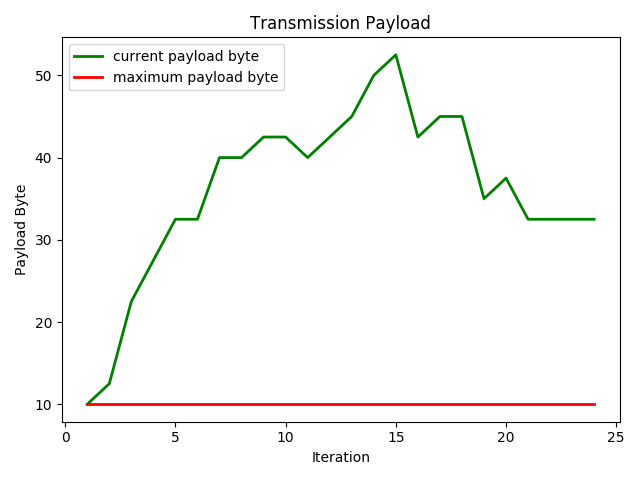 Transmission Payload
current payload byte
maximum payload byte
50
40
30
20
10
Payload Byte
0 5 10 15 20 25
Iteration